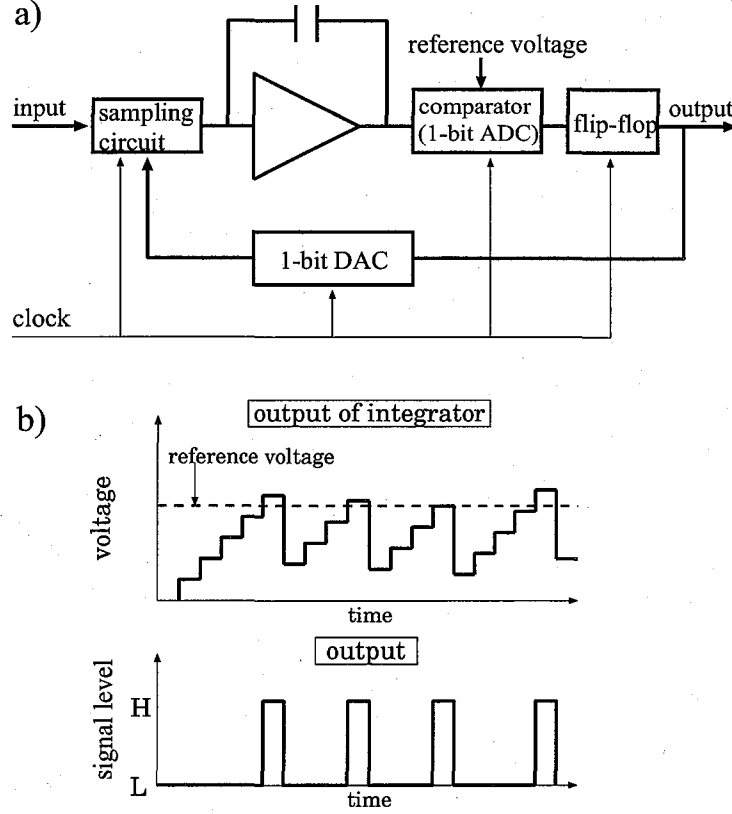 a)
reference voltage
input
sampling
circuit
comparator
(1-bit ADC)
flip-flop
output
1-bit DAC
clock
b)
output of integrator
reference voltage
voltage
time
output
signal level
H
L
time